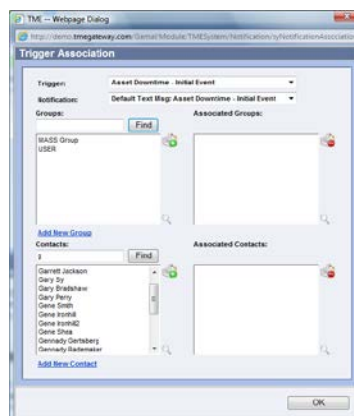 TME -- Webpage Dialog
http://demo.tmegateway.com/Gemal/Module/TMESystem/Notification/syNotificationAssociation
Trigger Association
Trigger: Asset Downtime - Initial Event
Notification: Default Text Msg: Asset Downtime - Initial Event
Groups: Associated Groups:
Find
MASS Group
USER
Add New Group
Contacts: Associated Contacts:
Find
Garrett Jackson
Gary Sy
Gary Bradshaw
Gary Perry
Gene Smith
Gene Ironhill
Gene Ironhill2
Gene Shea
Gennady Gertsberg
Gennady Rademaker
Add New Contact
OK